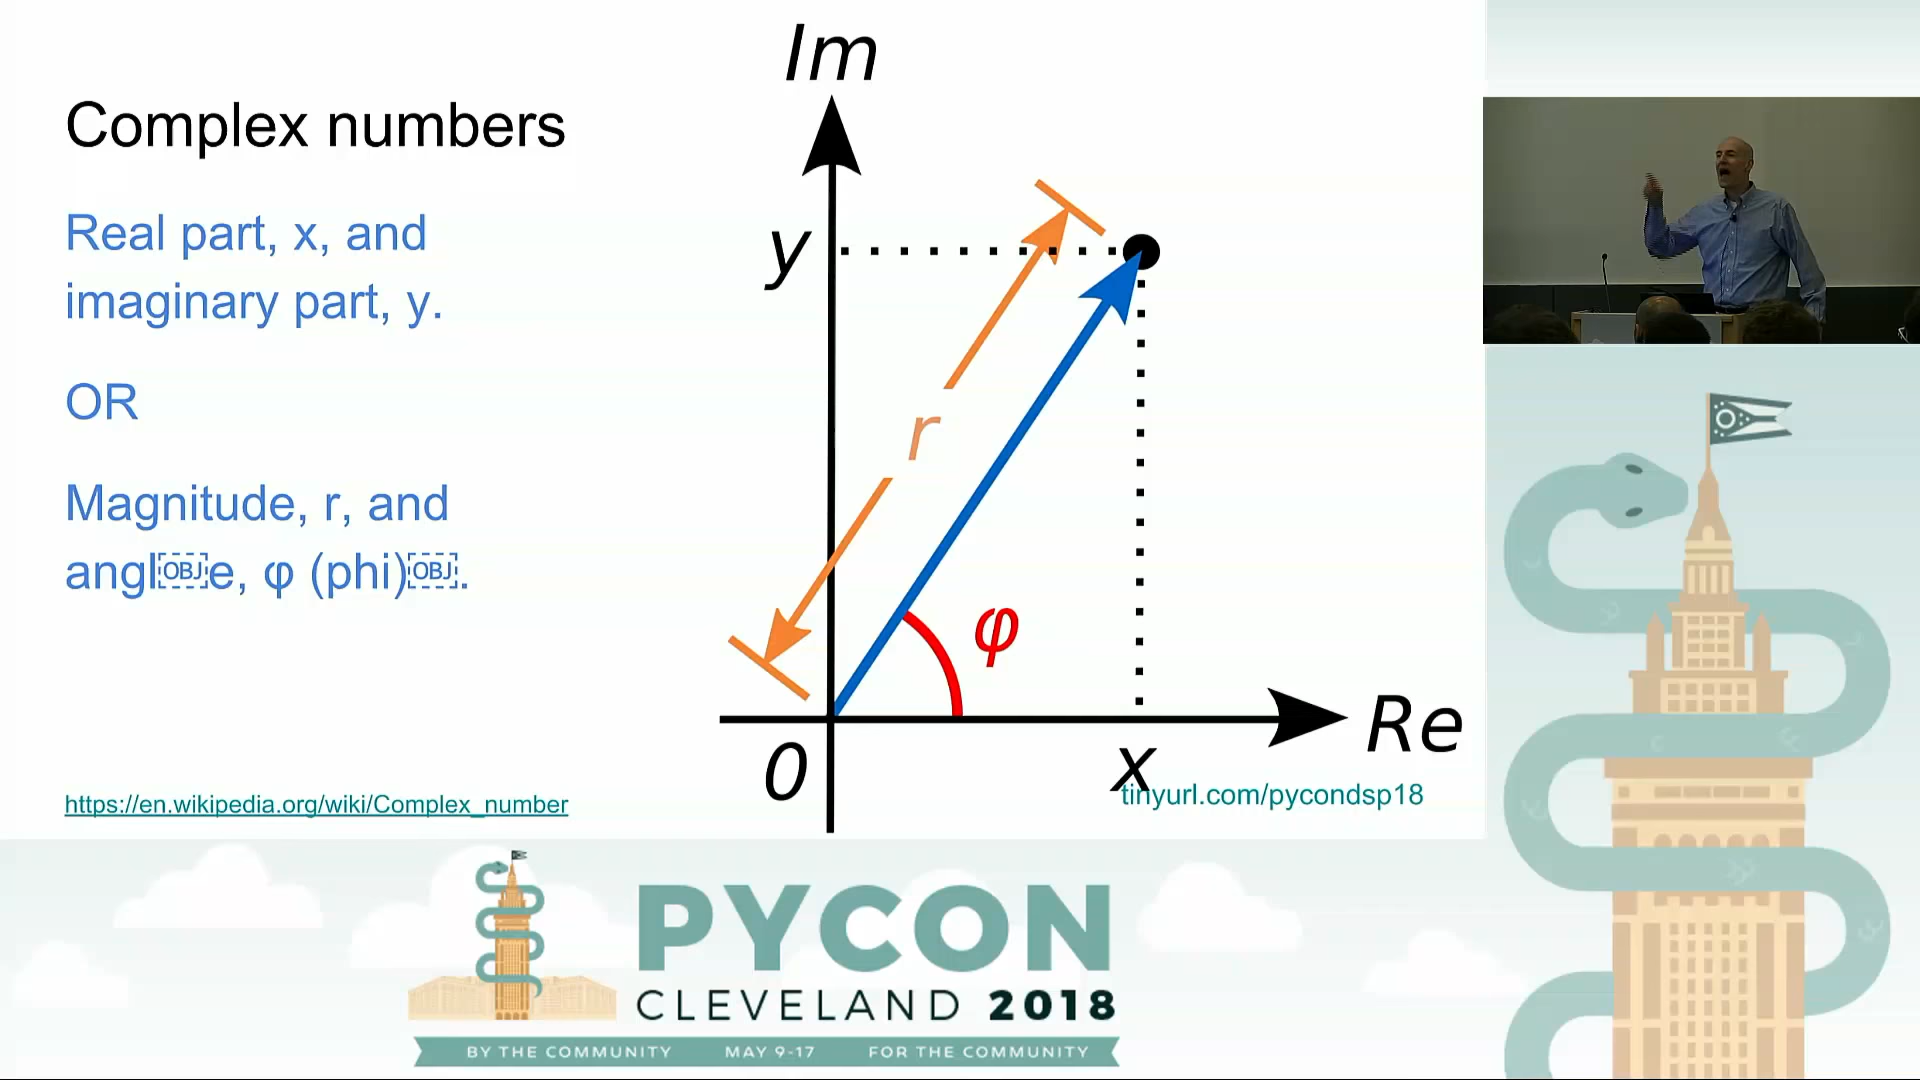 Complex numbers
Real part, x, and
imaginary part, y.
OR
Magnitude, r, and
angl￼e, φ (phi)￼.
https://en.wikipedia.org/wiki/Complex_number
Im
y
r
φ
0
x
Re
tinyurl.com/pycondsp18
PYCON
CLEVELAND 2018
BY THE COMMUNITY MAY 9-17 FOR THE COMMUNITY